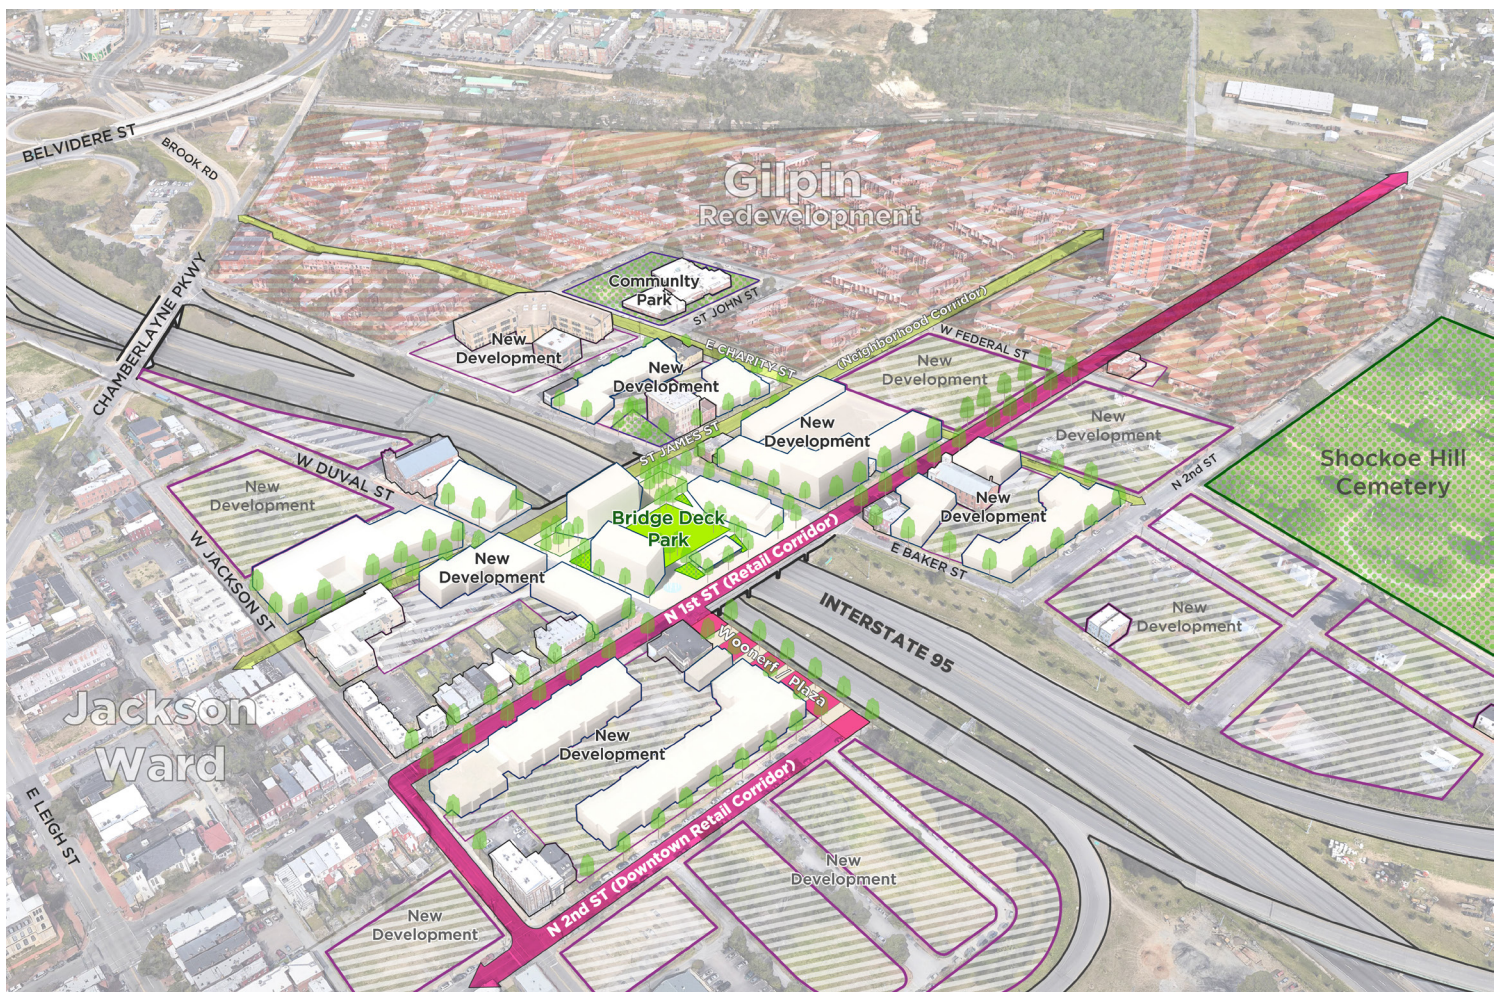 BELVIDERE ST
BROOK RD
Gilpin
Redevelopment
CHAMBERLAYNE PKWY
Community
Park
ST JOHN ST
(Neighborhood Corridor)
New
Development
E CHARITY ST
W FEDERAL ST
New
Development
New
Development
New
Development
New
Development
ST JAMES ST
Shockoe Hill
Cemetery
N 2nd ST
W DUVAL ST
New
Development
New
Development
Bridge Deck
Park
N 1st ST (Retail Corridor)
E BAKER ST
W JACKSON ST
New
Development
INTERSTATE 95
New
Development
Woonerf / Plaza
Jackson
Ward
New
Development
N 2nd ST (Downtown Retail Corridor)
E LEIGH ST
New
Development
New
Development